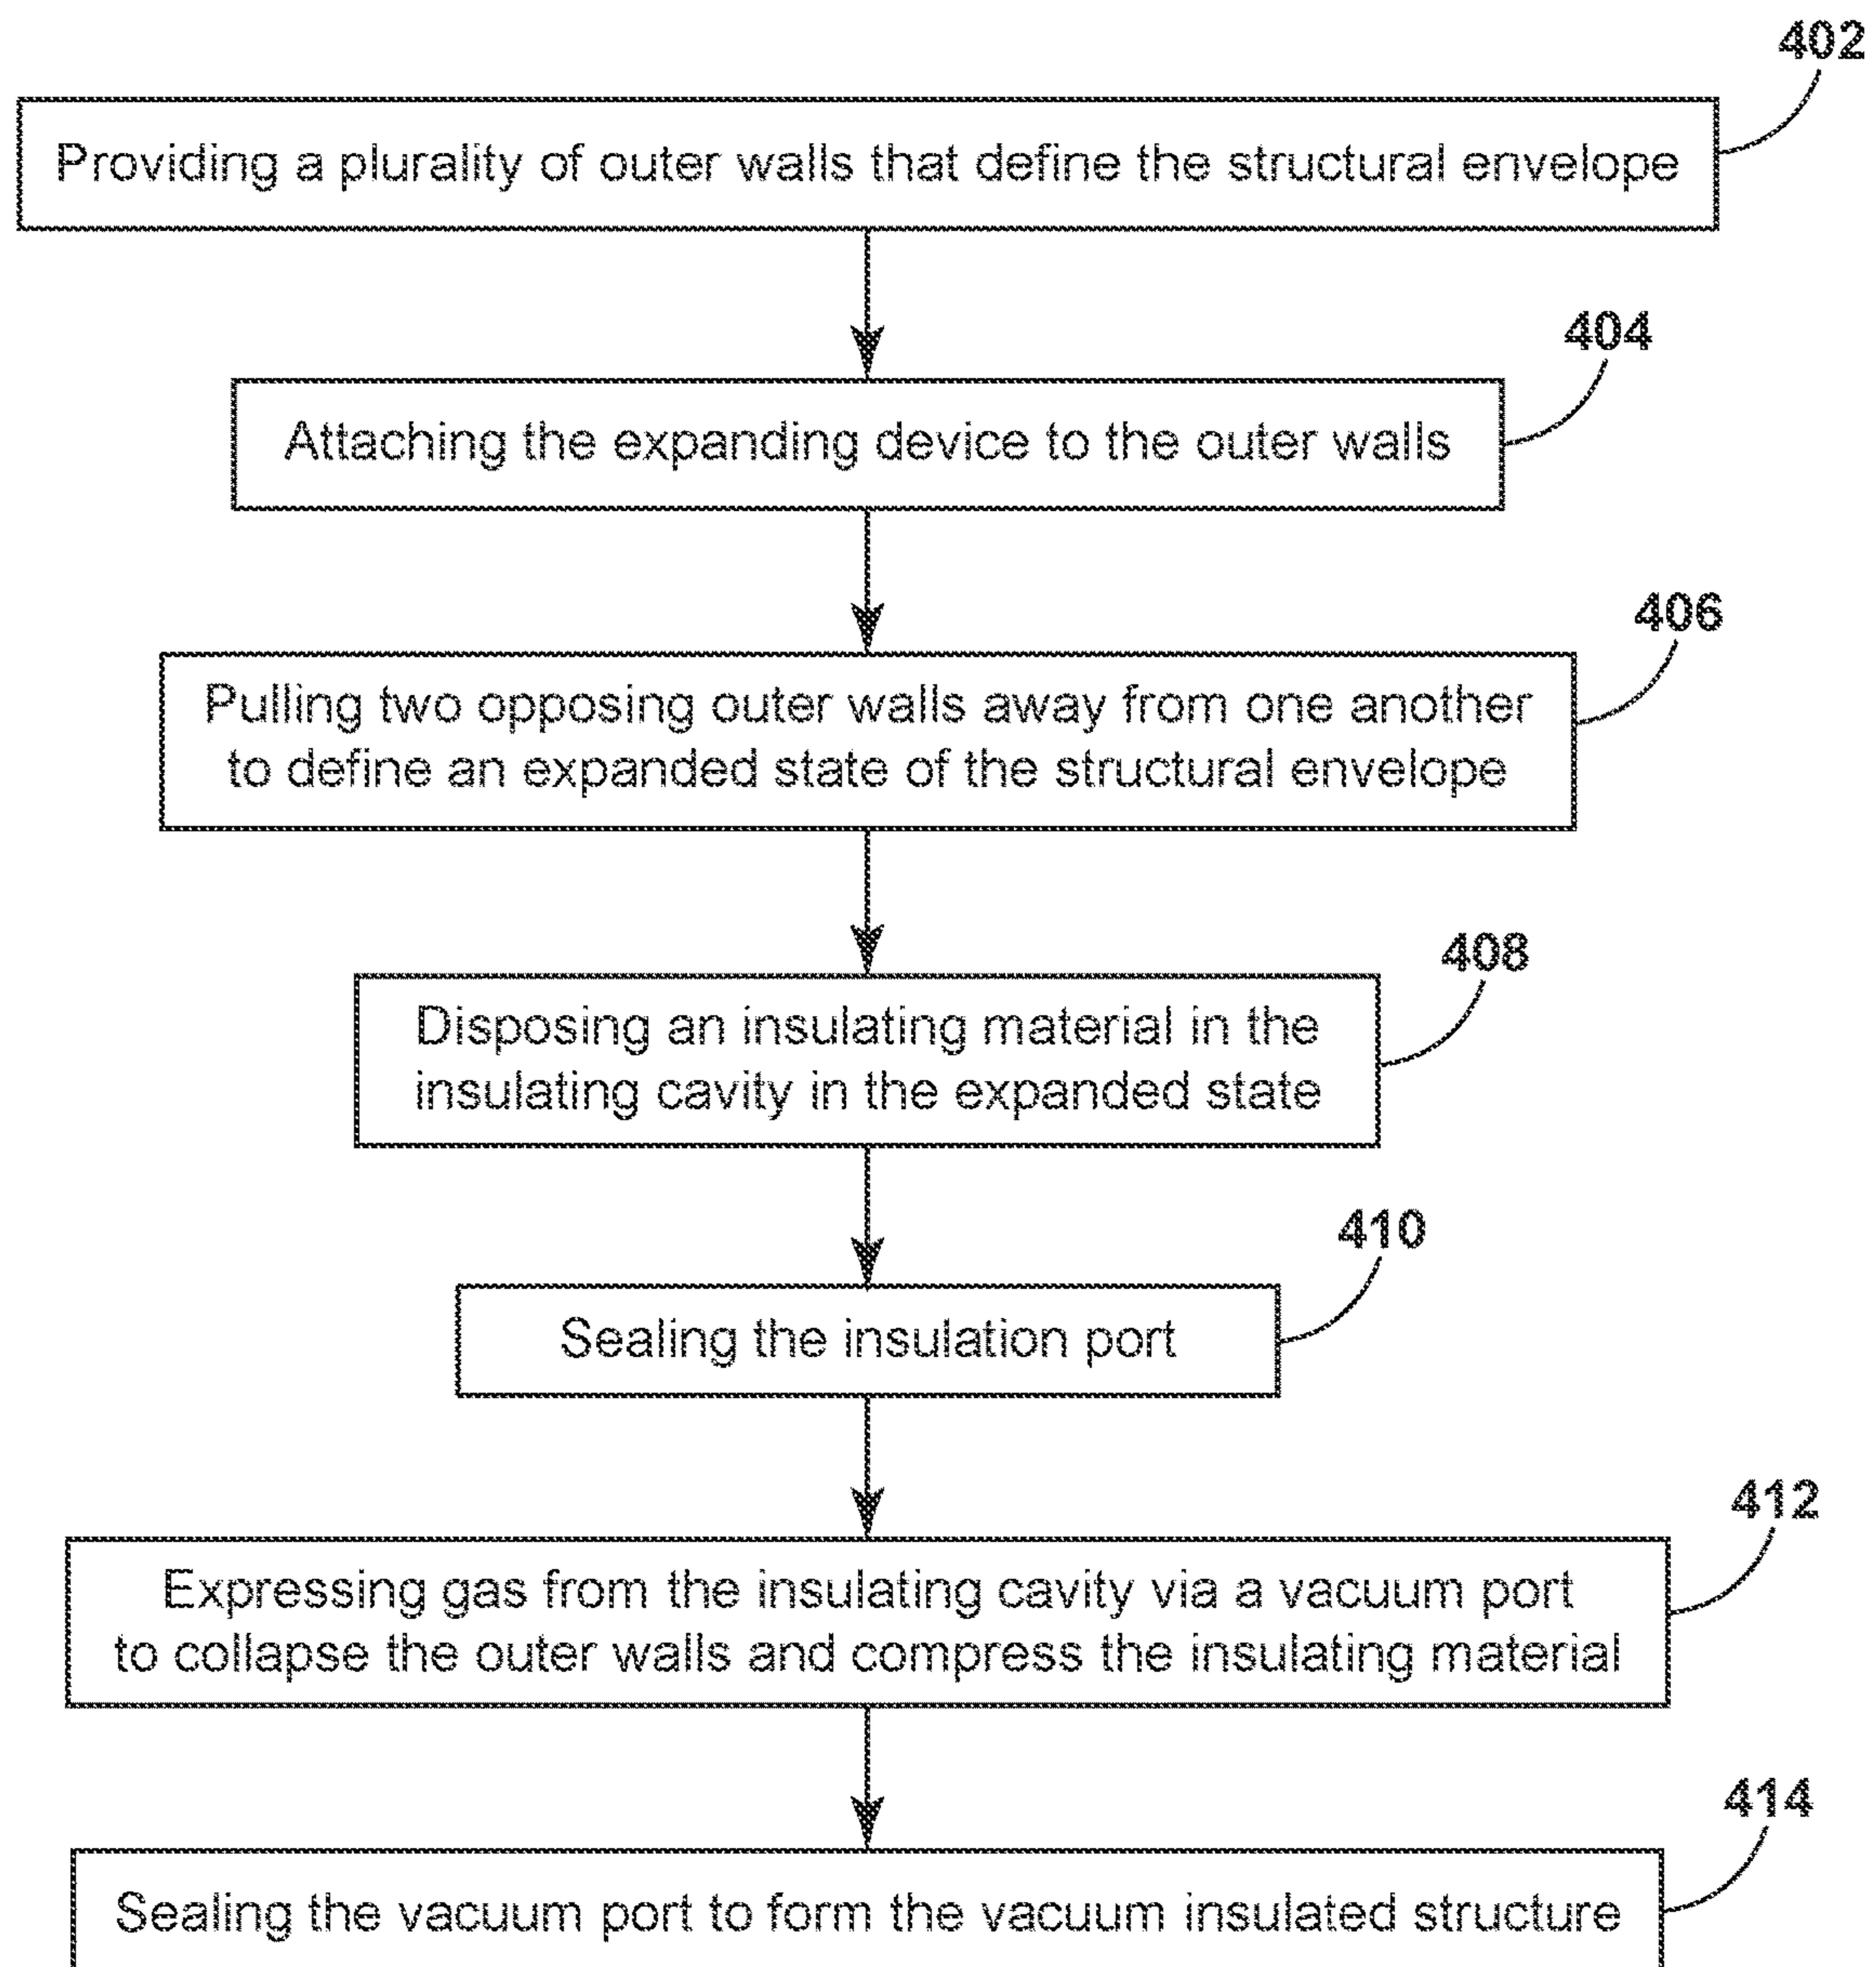 402
Providing a plurality of outer walls that define the structural envelope
404
Attaching the expanding device to the outer walls
406
Pulling two opposing outer walls away from one another
to define an expanded state of the structural envelope
408
Disposing an insulating material in the
insulating cavity in the expanded state
410
Sealing the insulation port
412
Expressing gas from the insulating cavity via a vacuum port
to collapse the outer walls and compress the insulating material
414
Sealing the vacuum port to form the vacuum insulated structure